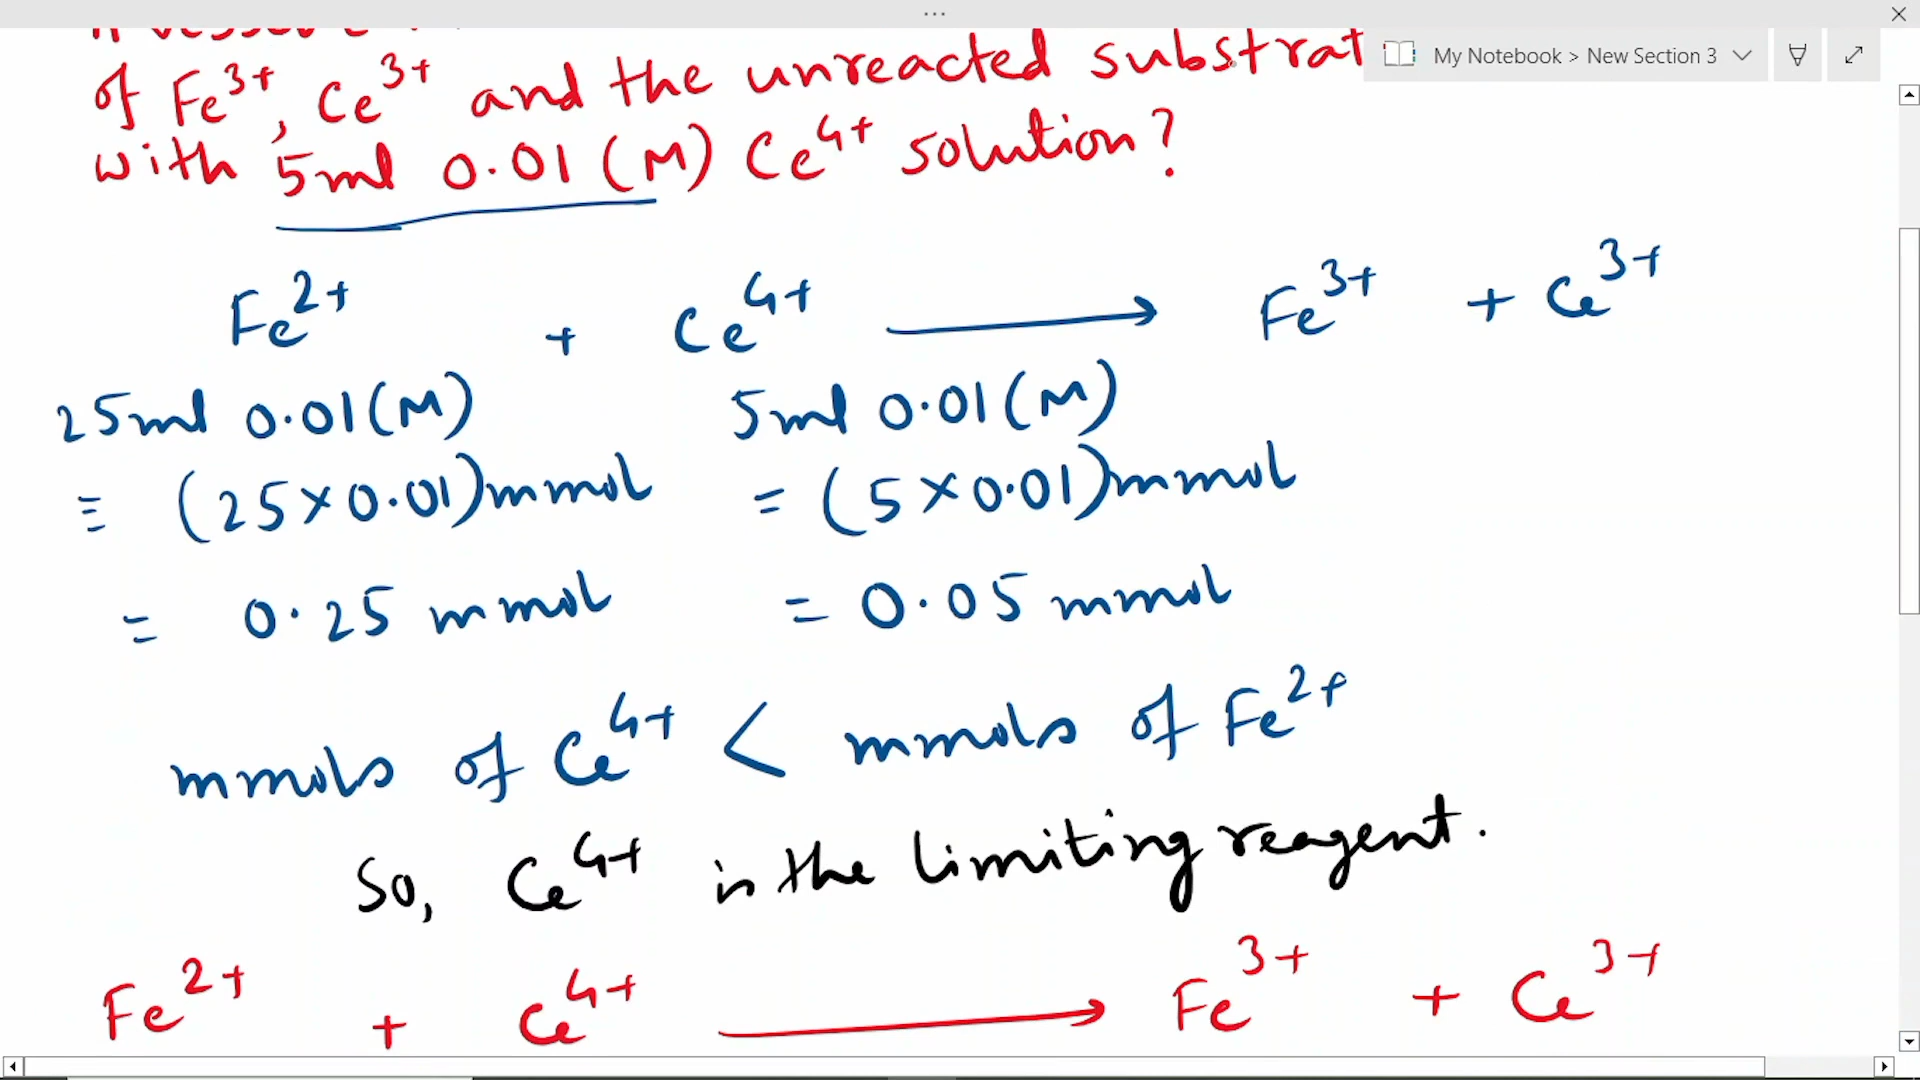 ...
My Notebook > New Section 3
of Fe³⁺, Ce³⁺ and the unreacted substrat
with 5ml 0.01 (M) Ce⁴⁺ solution?
Fe²⁺ + Ce⁴⁺ ⟶ Fe³⁺ + Ce³⁺
25ml 0.01(M) 5ml 0.01(M)
≡ (25×0.01)mmol = (5×0.01)mmol
= 0.25 mmol = 0.05 mmol
mmols of Ce⁴⁺ < mmols of Fe²⁺
So, Ce⁴⁺ is the limiting reagent.
Fe²⁺ + Ce⁴⁺ ⟶ Fe³⁺ + Ce³⁺